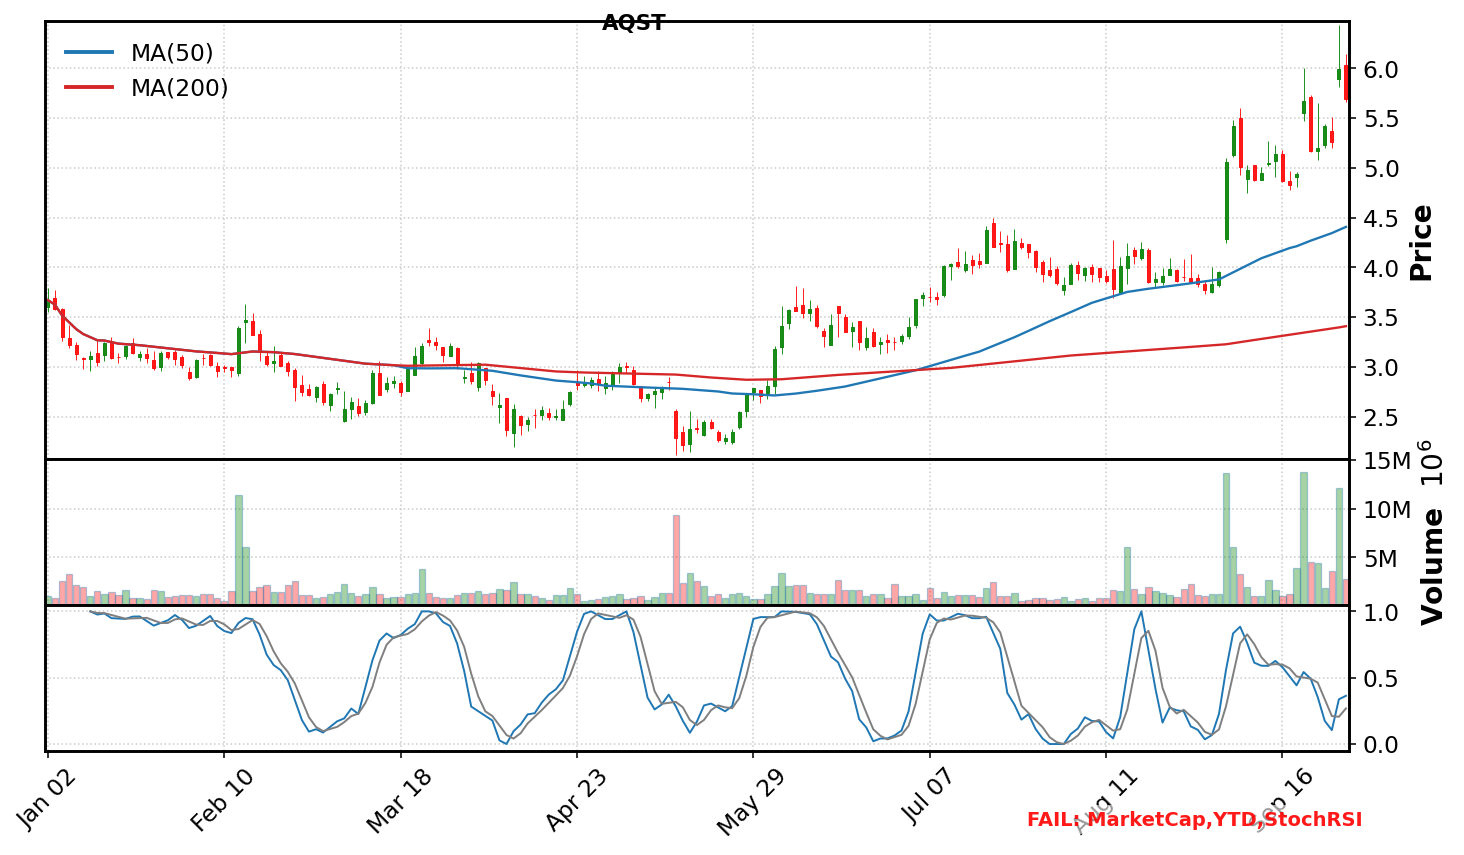 AQST
MA(50)
MA(200)
6.0
5.5
5.0
4.5
4.0
3.5
3.0
2.5
Price
15M
10M
5M
Volume 10⁶
1.0
0.5
0.0
Jan 02
Feb 10
Mar 18
Apr 23
May 29
Jul 07
Aug 11
Sep 16
FAIL: MarketCap,YTD,StochRSI